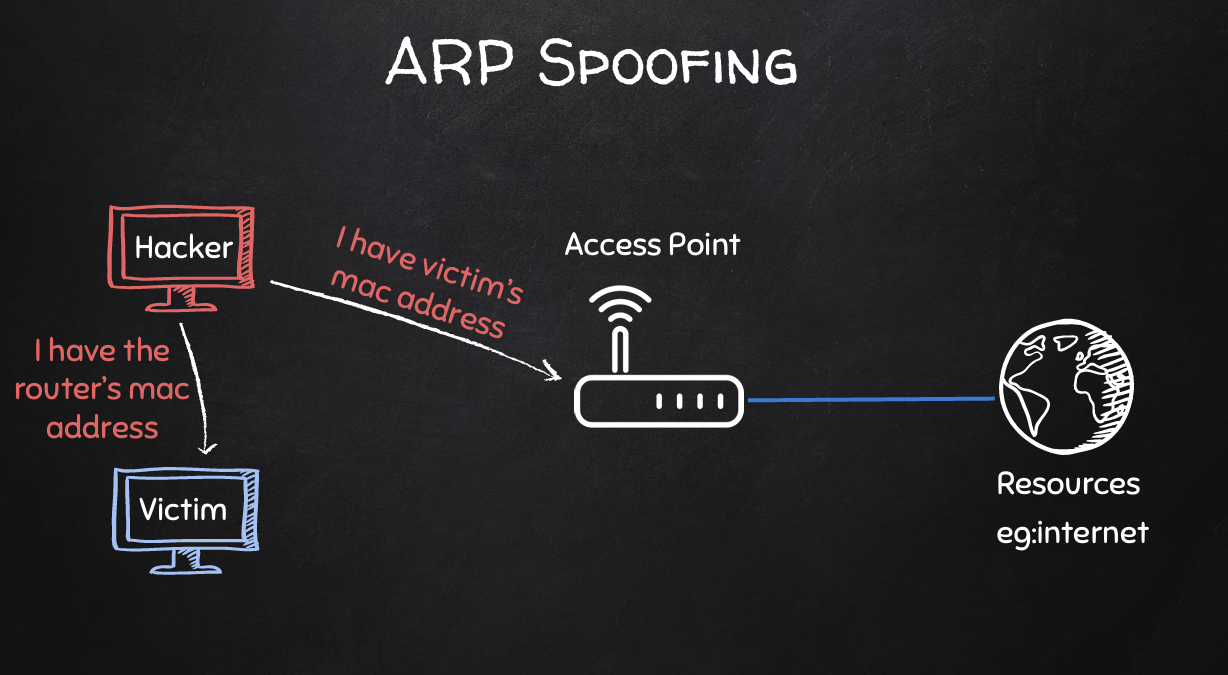 ARP SPOOFING
Hacker
I have victim's
mac address
Access Point
I have the
router's mac
address
Victim
Resources
eg:internet